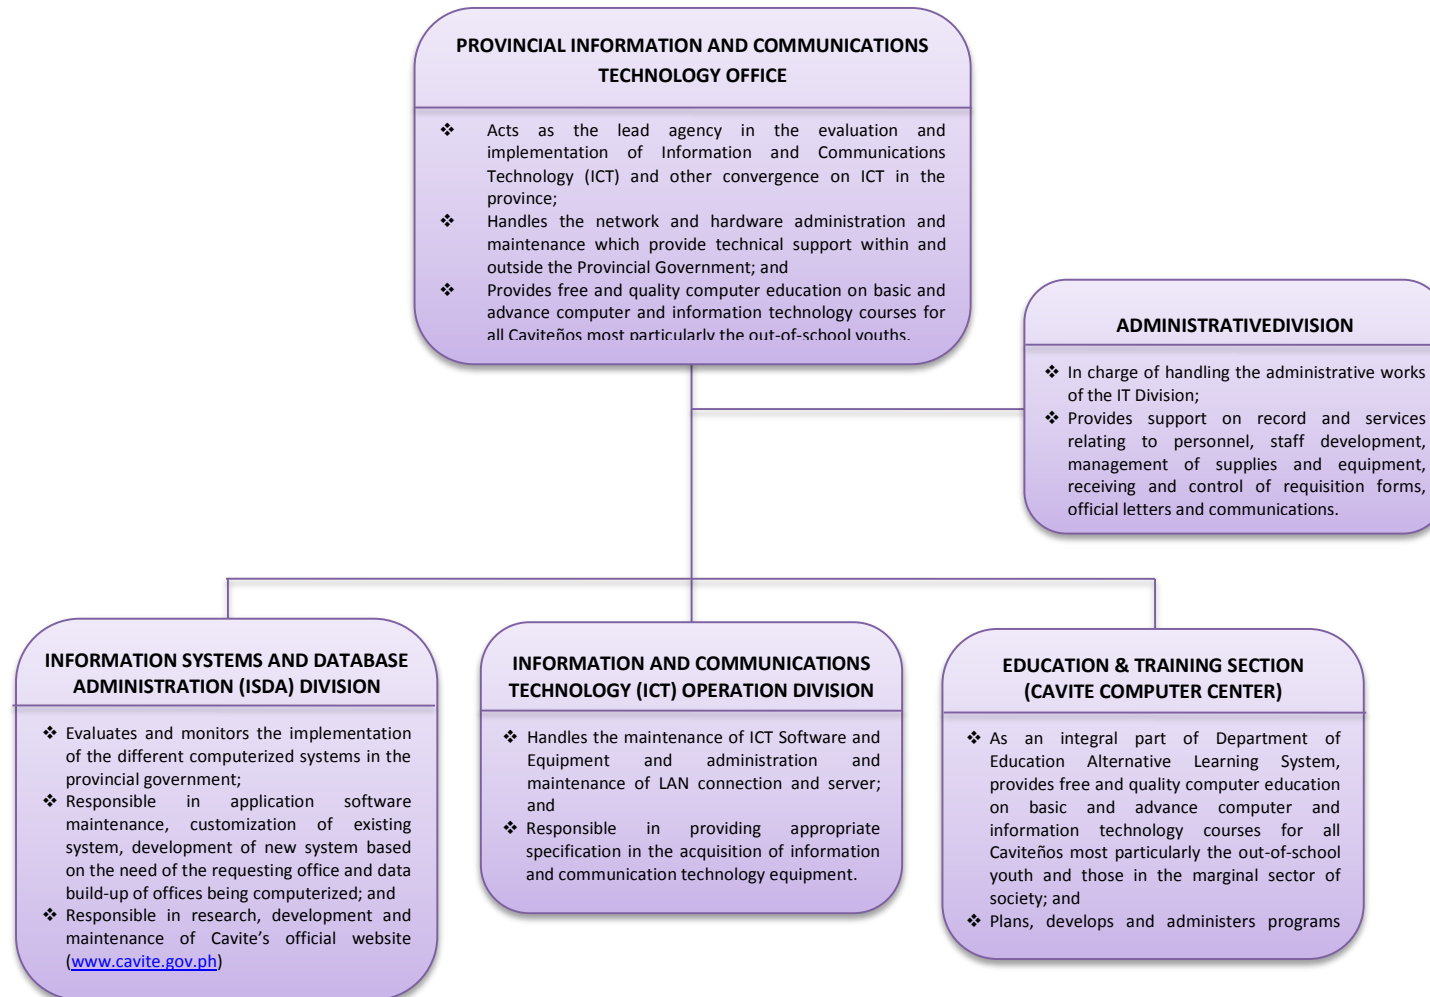 PROVINCIAL INFORMATION AND COMMUNICATIONS
TECHNOLOGY OFFICE
❖ Acts as the lead agency in the evaluation and
implementation of Information and Communications
Technology (ICT) and other convergence on ICT in the
province;
❖ Handles the network and hardware administration and
maintenance which provide technical support within and
outside the Provincial Government; and
❖ Provides free and quality computer education on basic and
advance computer and information technology courses for
all Caviteños most particularly the out-of-school youths.
ADMINISTRATIVEDIVISION
❖ In charge of handling the administrative works
of the IT Division;
❖ Provides support on record and services
relating to personnel, staff development,
management of supplies and equipment,
receiving and control of requisition forms,
official letters and communications.
INFORMATION SYSTEMS AND DATABASE
ADMINISTRATION (ISDA) DIVISION
❖ Evaluates and monitors the implementation
of the different computerized systems in the
provincial government;
❖ Responsible in application software
maintenance, customization of existing
system, development of new system based
on the need of the requesting office and data
build-up of offices being computerized; and
❖ Responsible in research, development and
maintenance of Cavite’s official website
(www.cavite.gov.ph)
INFORMATION AND COMMUNICATIONS
TECHNOLOGY (ICT) OPERATION DIVISION
❖ Handles the maintenance of ICT Software and
Equipment and administration and
maintenance of LAN connection and server;
and
❖ Responsible in providing appropriate
specification in the acquisition of information
and communication technology equipment.
EDUCATION & TRAINING SECTION
(CAVITE COMPUTER CENTER)
❖ As an integral part of Department of
Education Alternative Learning System,
provides free and quality computer education
on basic and advance computer and
information technology courses for all
Caviteños most particularly the out-of-school
youth and those in the marginal sector of
society; and
❖ Plans, develops and administers programs